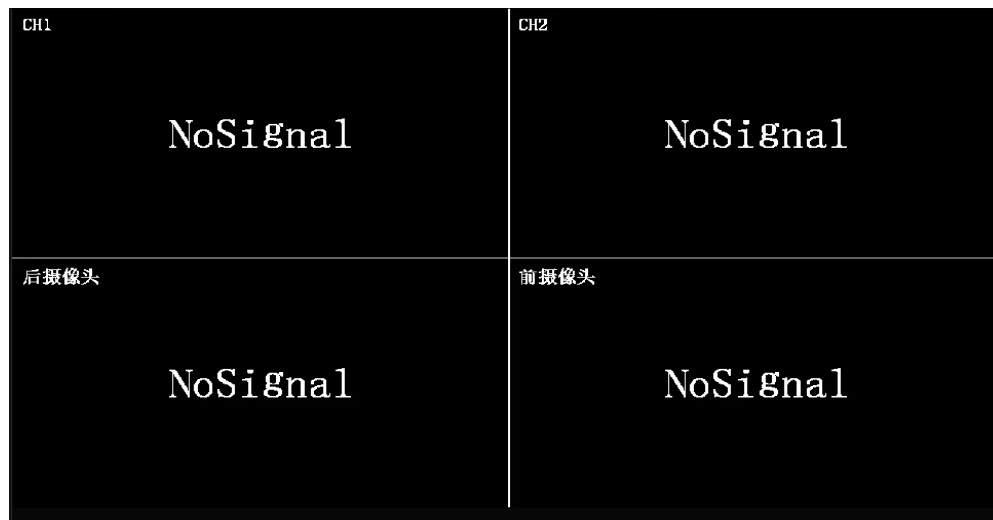 CH1
CH2
NoSignal
NoSignal
后摄像头
前摄像头
NoSignal
NoSignal